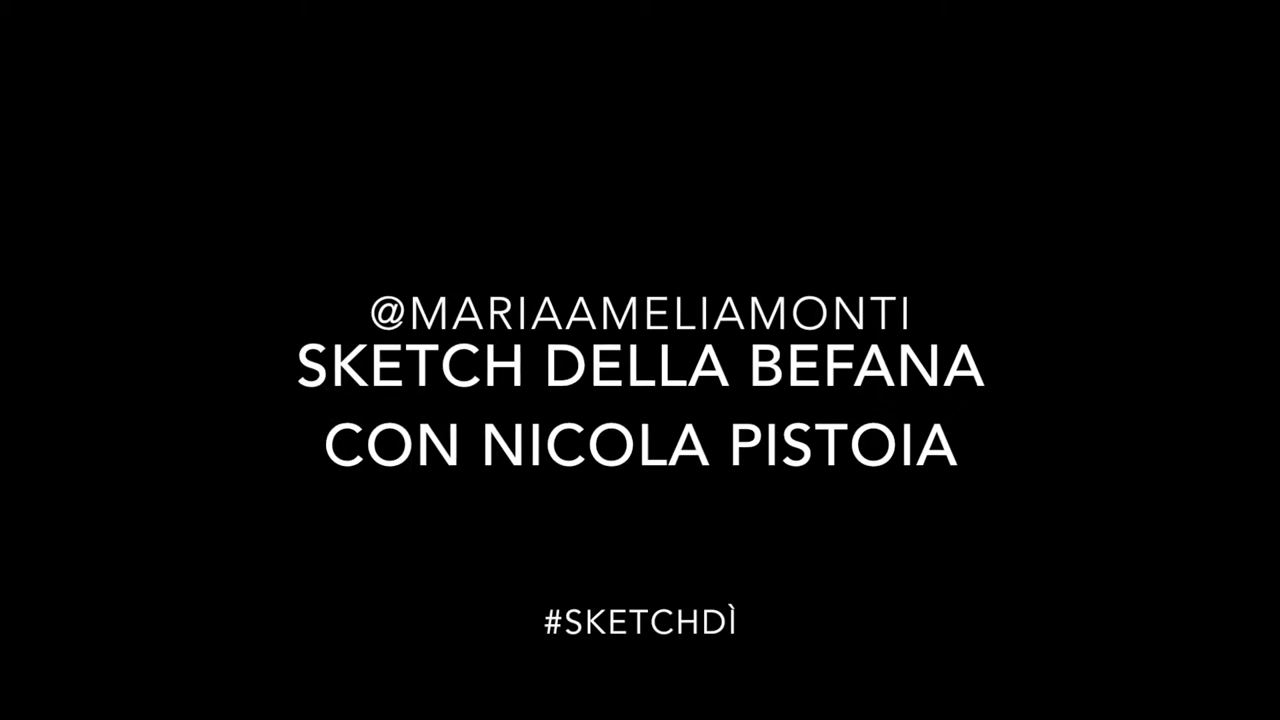 @MARIAAMELIAMONTI
SKETCH DELLA BEFANA
CON NICOLA PISTOIA
#SKETCHDÌ